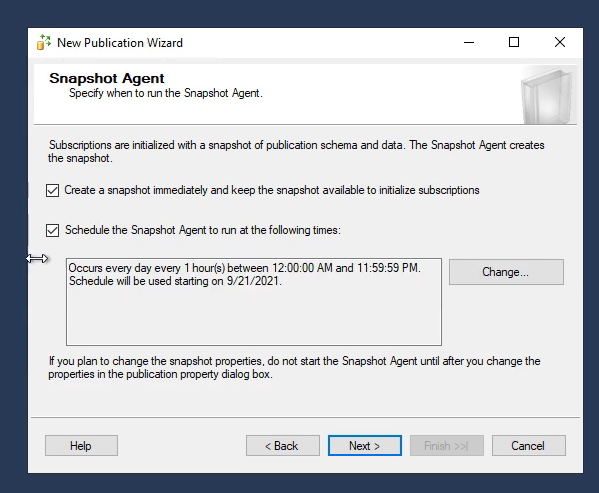 New Publication Wizard
Snapshot Agent
Specify when to run the Snapshot Agent.
Subscriptions are initialized with a snapshot of publication schema and data. The Snapshot Agent creates
the snapshot.
Create a snapshot immediately and keep the snapshot available to initialize subscriptions
Schedule the Snapshot Agent to run at the following times:
Occurs every day every 1 hour(s) between 12:00:00 AM and 11:59:59 PM.
Schedule will be used starting on 9/21/2021.
Change...
If you plan to change the snapshot properties, do not start the Snapshot Agent until after you change the
properties in the publication property dialog box.
Help
< Back
Next >
Finish >>|
Cancel